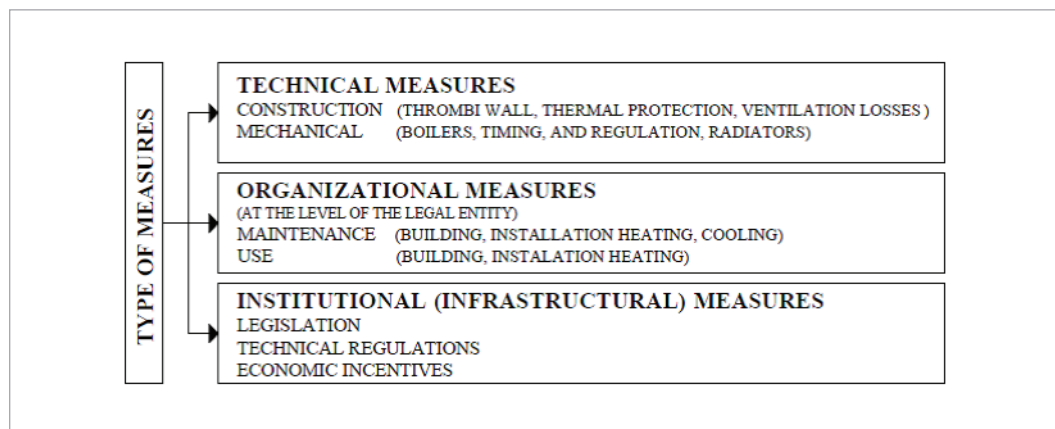 TYPE OF MEASURES
TECHNICAL MEASURES
CONSTRUCTION (THROMBI WALL, THERMAL PROTECTION, VENTILATION LOSSES )
MECHANICAL (BOILERS, TIMING, AND REGULATION, RADIATORS)
ORGANIZATIONAL MEASURES
(AT THE LEVEL OF THE LEGAL ENTITY)
MAINTENANCE (BUILDING, INSTALLATION HEATING, COOLING)
USE (BUILDING, INSTALATION HEATING)
INSTITUTIONAL (INFRASTRUCTURAL) MEASURES
LEGISLATION
TECHNICAL REGULATIONS
ECONOMIC INCENTIVES